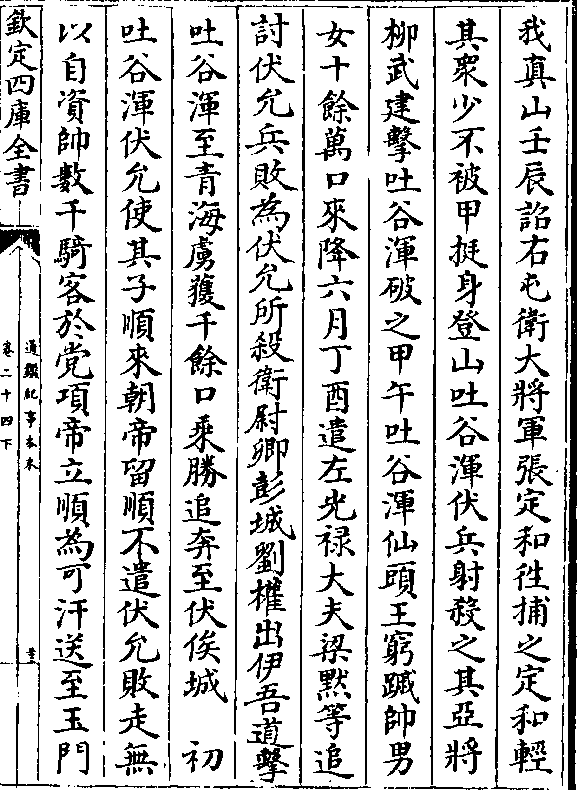 我真山壬辰詔右屯衛大將軍張定和徃捕之定和輕
其衆少不被甲挺身登山吐谷渾伏兵射殺之其亞將
柳武建擊吐谷渾破之甲午吐谷渾仙頭王窮蹴帥男
女十餘萬口來降六月丁酉遣左光禄大夫梁黙等追
討伏允兵敗為伏允所殺衛尉卿彭城劉權出伊吾道擊
吐谷渾至青海虜獲千餘口乗勝追奔至伏俟城　初
吐谷渾伏允使其子順來朝帝留順不遣伏允敗走無
以自資帥數千騎客於党項帝立順為可汗送至玉門
欽定四庫全書
通鑑紀事本末
卷二十四下